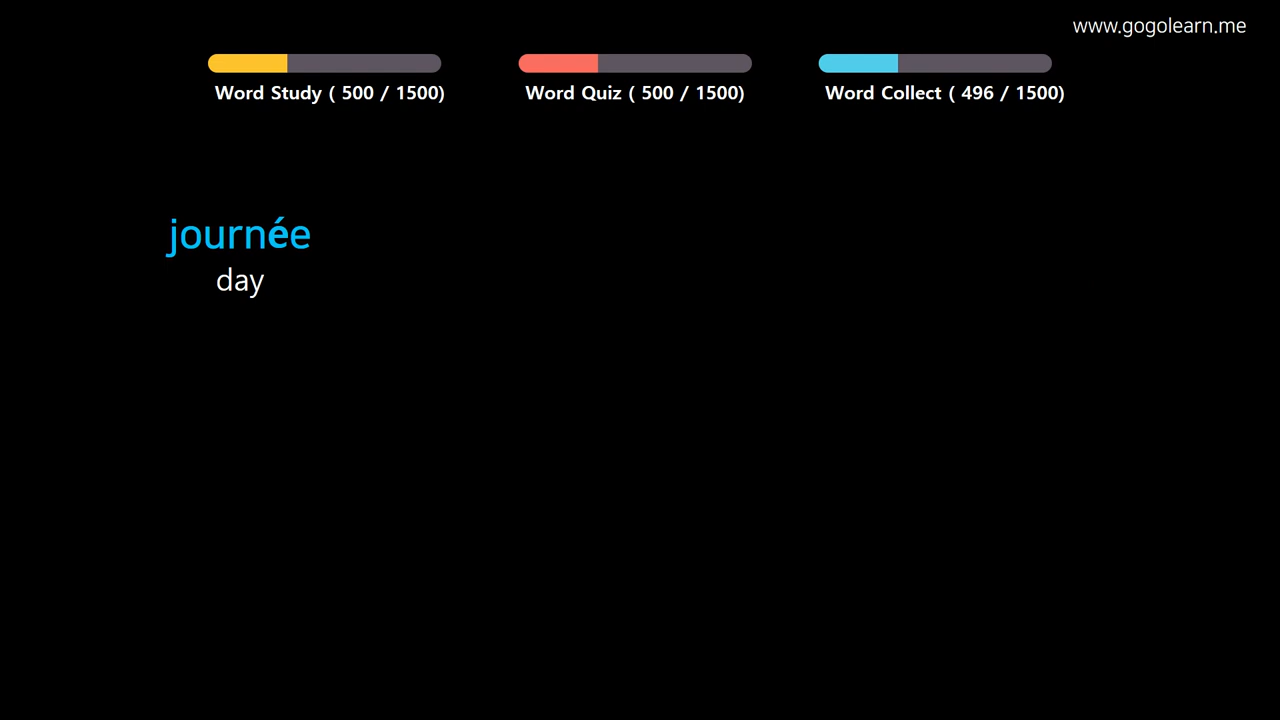 www.gogolearn.me
Word Study ( 500 / 1500)
Word Quiz ( 500 / 1500)
Word Collect ( 496 / 1500)
journée
day